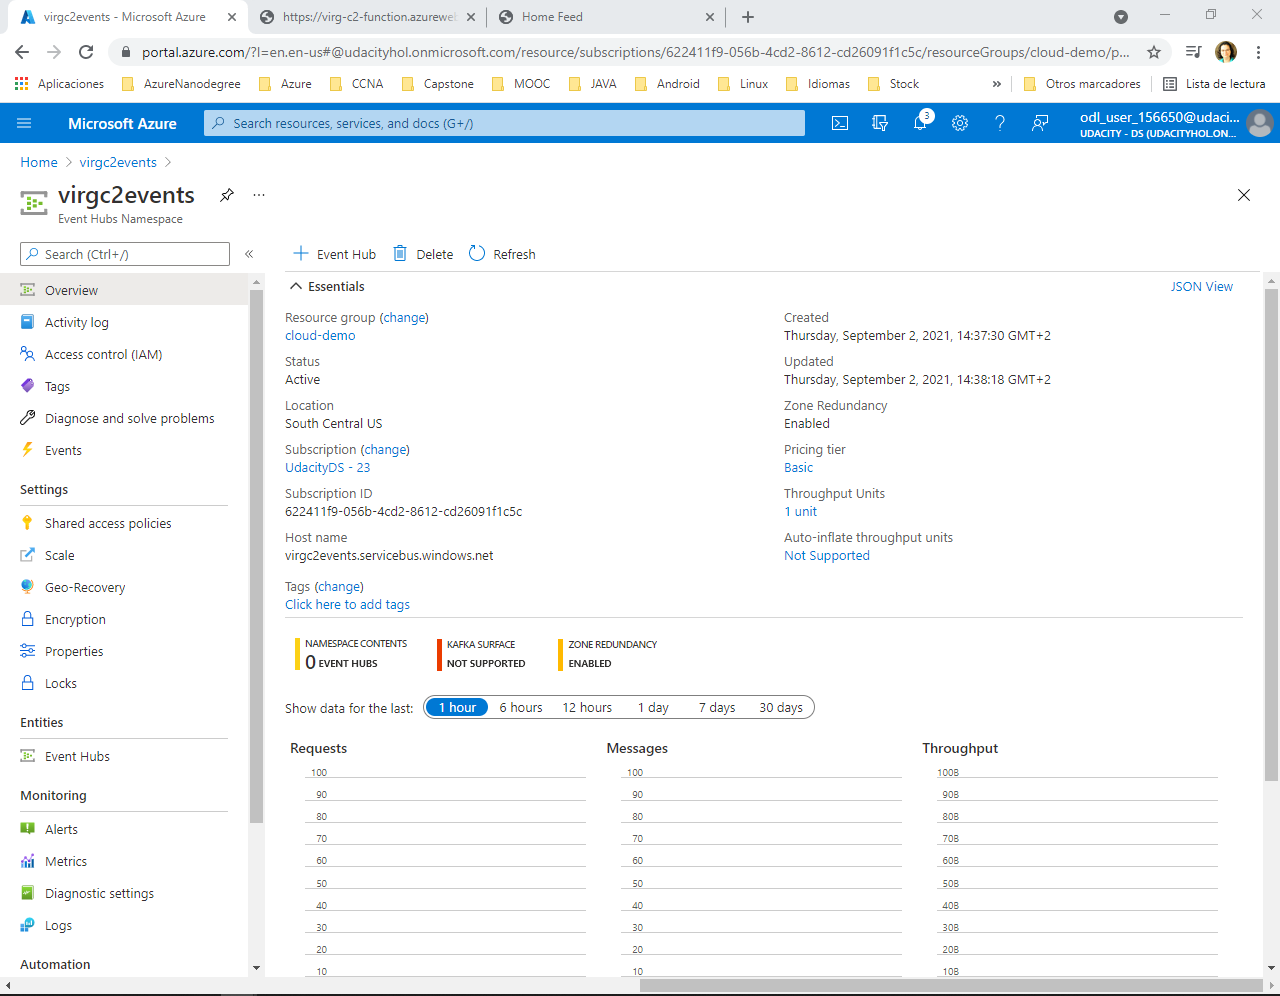 virgc2events - Microsoft Azure
https://virg-c2-function.azurewe
Home Feed
portal.azure.com/?l=en.en-us#@udacityhol.onmicrosoft.com/resource/subscriptions/622411f9-056b-4cd2-8612-cd26091f1c5c/resourceGroups/cloud-demo/p...
Aplicaciones
AzureNanodegree
Azure
CCNA
Capstone
MOOC
JAVA
Android
Linux
Idiomas
Stock
»
Otros marcadores
Lista de lectura
Microsoft Azure
Search resources, services, and docs (G+/)
3
odl_user_156650@udaci...
UDACITY - DS (UDACITYHOL.ON...
Home > virgc2events >
virgc2events
Event Hubs Namespace
Search (Ctrl+/)
«
Overview
Activity log
Access control (IAM)
Tags
Diagnose and solve problems
Events
Settings
Shared access policies
Scale
Geo-Recovery
Encryption
Properties
Locks
Entities
Event Hubs
Monitoring
Alerts
Metrics
Diagnostic settings
Logs
Automation
Event Hub
Delete
Refresh
Essentials
JSON View
Resource group (change)
cloud-demo
Status
Active
Location
South Central US
Subscription (change)
UdacityDS - 23
Subscription ID
622411f9-056b-4cd2-8612-cd26091f1c5c
Host name
virgc2events.servicebus.windows.net
Tags (change)
Click here to add tags
Created
Thursday, September 2, 2021, 14:37:30 GMT+2
Updated
Thursday, September 2, 2021, 14:38:18 GMT+2
Zone Redundancy
Enabled
Pricing tier
Basic
Throughput Units
1 unit
Auto-inflate throughput units
Not Supported
NAMESPACE CONTENTS
0 EVENT HUBS
KAFKA SURFACE
NOT SUPPORTED
ZONE REDUNDANCY
ENABLED
Show data for the last:
1 hour
6 hours
12 hours
1 day
7 days
30 days
Requests
100
90
80
70
60
50
40
30
20
10
Messages
100
90
80
70
60
50
40
30
20
10
Throughput
100B
90B
80B
70B
60B
50B
40B
30B
20B
10B